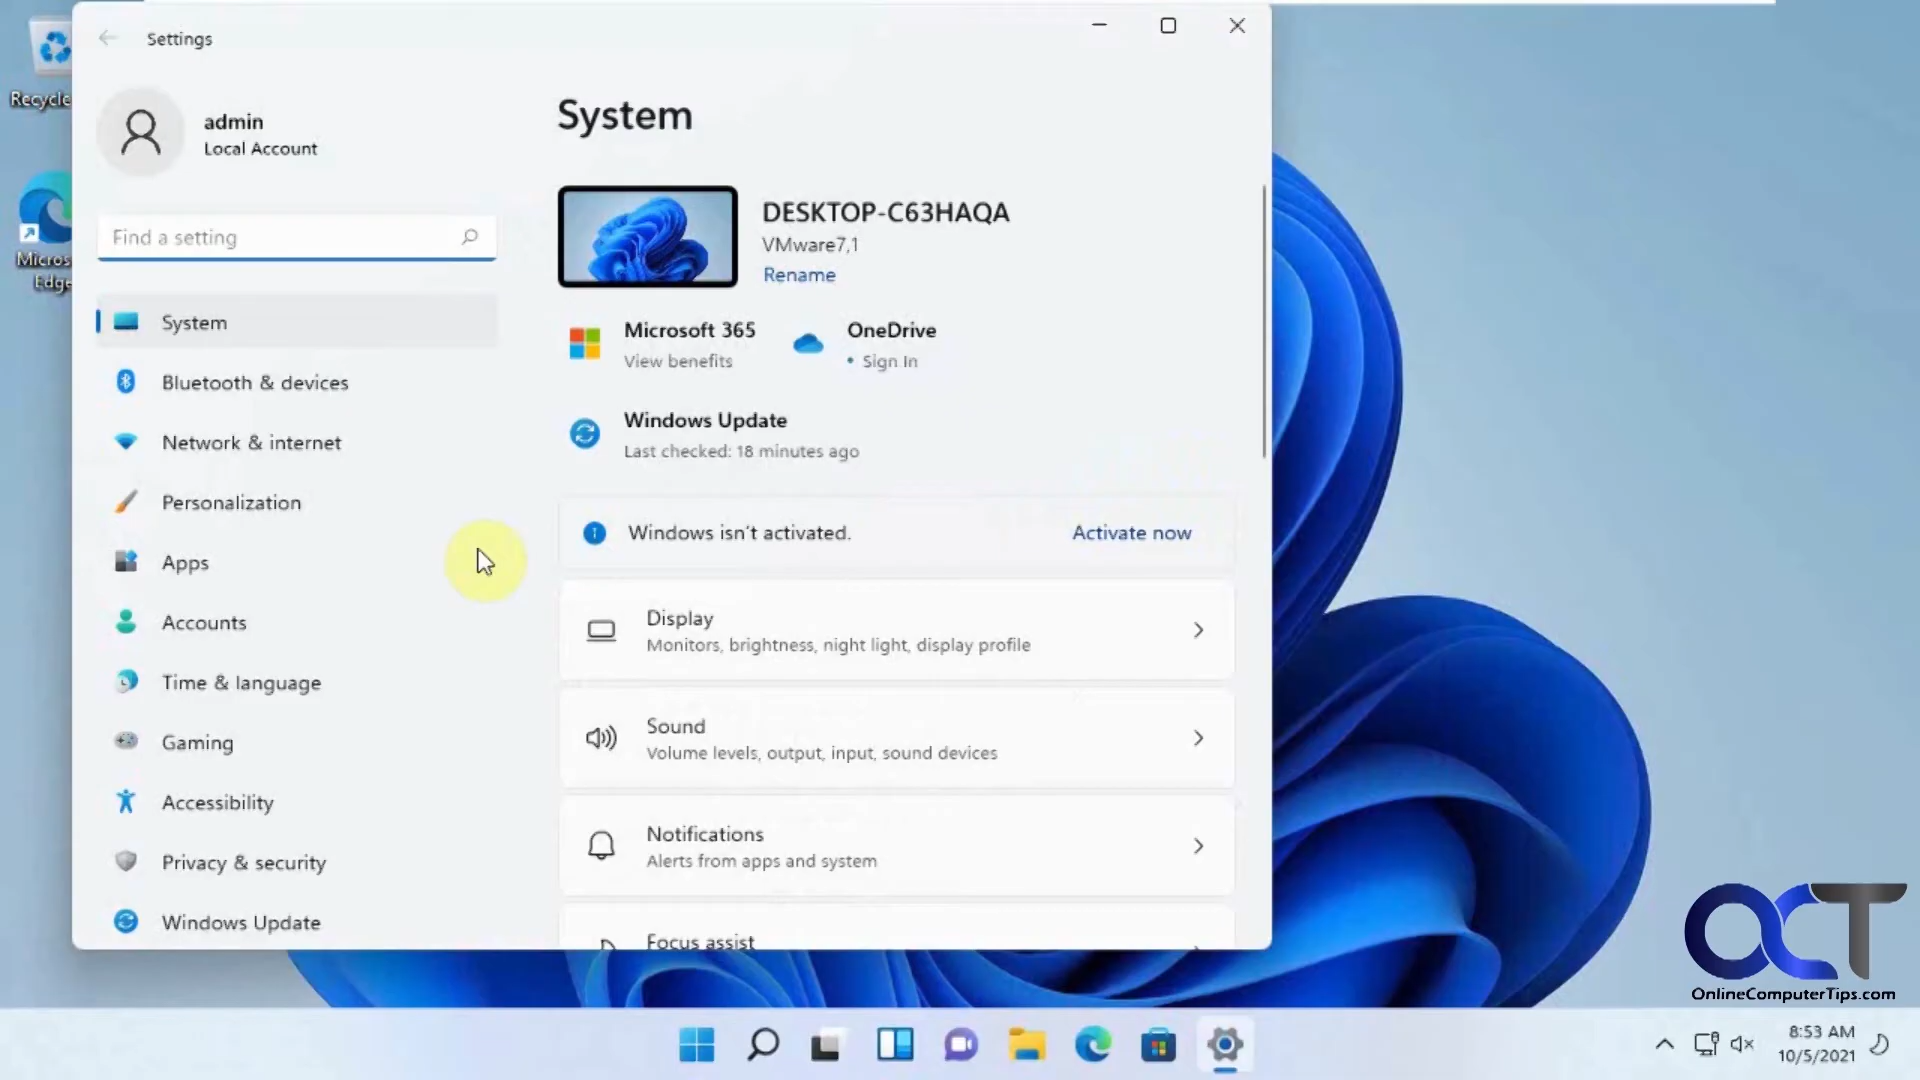 Settings
Recycle
admin
Local Account
Find a setting
Micros
Edge
System
Bluetooth & devices
Network & internet
Personalization
Apps
Accounts
Time & language
Gaming
Accessibility
Privacy & security
Windows Update
System
DESKTOP-C63HAQA
VMware7,1
Rename
Microsoft 365
View benefits
OneDrive
• Sign In
Windows Update
Last checked: 18 minutes ago
Windows isn't activated.
Activate now
Display
Monitors, brightness, night light, display profile
Sound
Volume levels, output, input, sound devices
Notifications
Alerts from apps and system
Focus assist
OCT
OnlineComputerTips.com
8:53 AM
10/5/2021